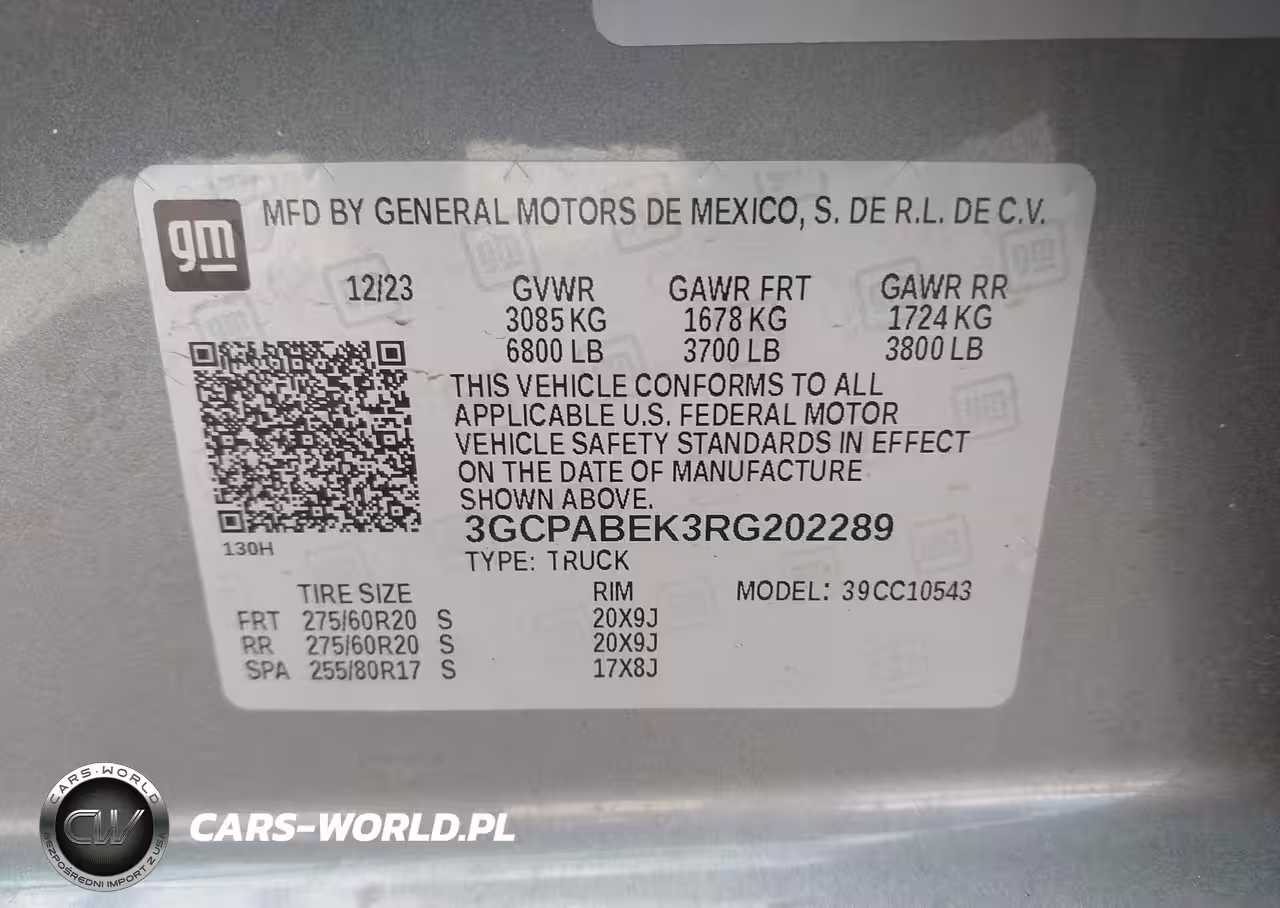 gm
MFD BY GENERAL MOTORS DE MEXICO, S. DE R.L. DE C.V.
12/23 GVWR GAWR FRT GAWR RR
3085 KG 1678 KG 1724 KG
6800 LB 3700 LB 3800 LB
THIS VEHICLE CONFORMS TO ALL
APPLICABLE U.S. FEDERAL MOTOR
VEHICLE SAFETY STANDARDS IN EFFECT
ON THE DATE OF MANUFACTURE
SHOWN ABOVE.
3GCPABEK3RG202289
130H
TYPE: TRUCK
TIRE SIZE RIM MODEL: 39CC10543
FRT 275/60R20 S 20X9J
RR 275/60R20 S 20X9J
SPA 255/80R17 S 17X8J
CARS-WORLD
CW
BEZPOŚREDNI IMPORT Z USA
CARS-WORLD.PL